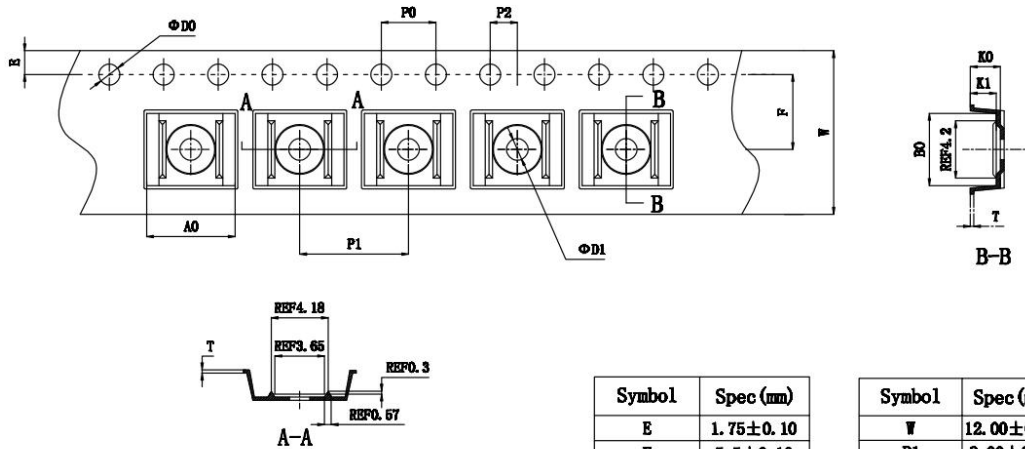 ΦD0
P0
P2
E
A
A
B
B
F
W
A0
P1
ΦD1
K0
K1
B0
REF4.2
T
B-B
REF4.18
REF3.65
T
REF0.3
REF0.57
A-A
Symbol Spec(mm)
E 1.75±0.10
Symbol Spec(
W 12.00±